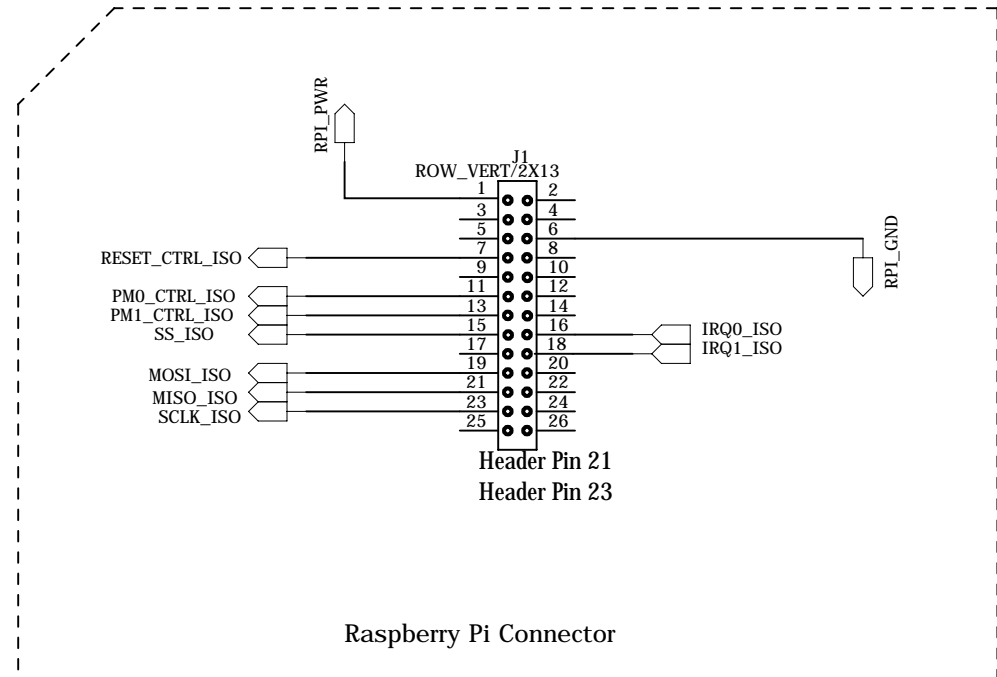 RPI_PWR
J1
ROW_VERT/2X13
1 2
3 4
5 6
RESET_CTRL_ISO 7 8
RPI_GND
9 10
PM0_CTRL_ISO 11 12
PM1_CTRL_ISO 13 14
SS_ISO 15 16 IRQ0_ISO
17 18 IRQ1_ISO
MOSI_ISO 19 20
MISO_ISO 21 22
SCLK_ISO 23 24
25 26
Header Pin 21
Header Pin 23
Raspberry Pi Connector